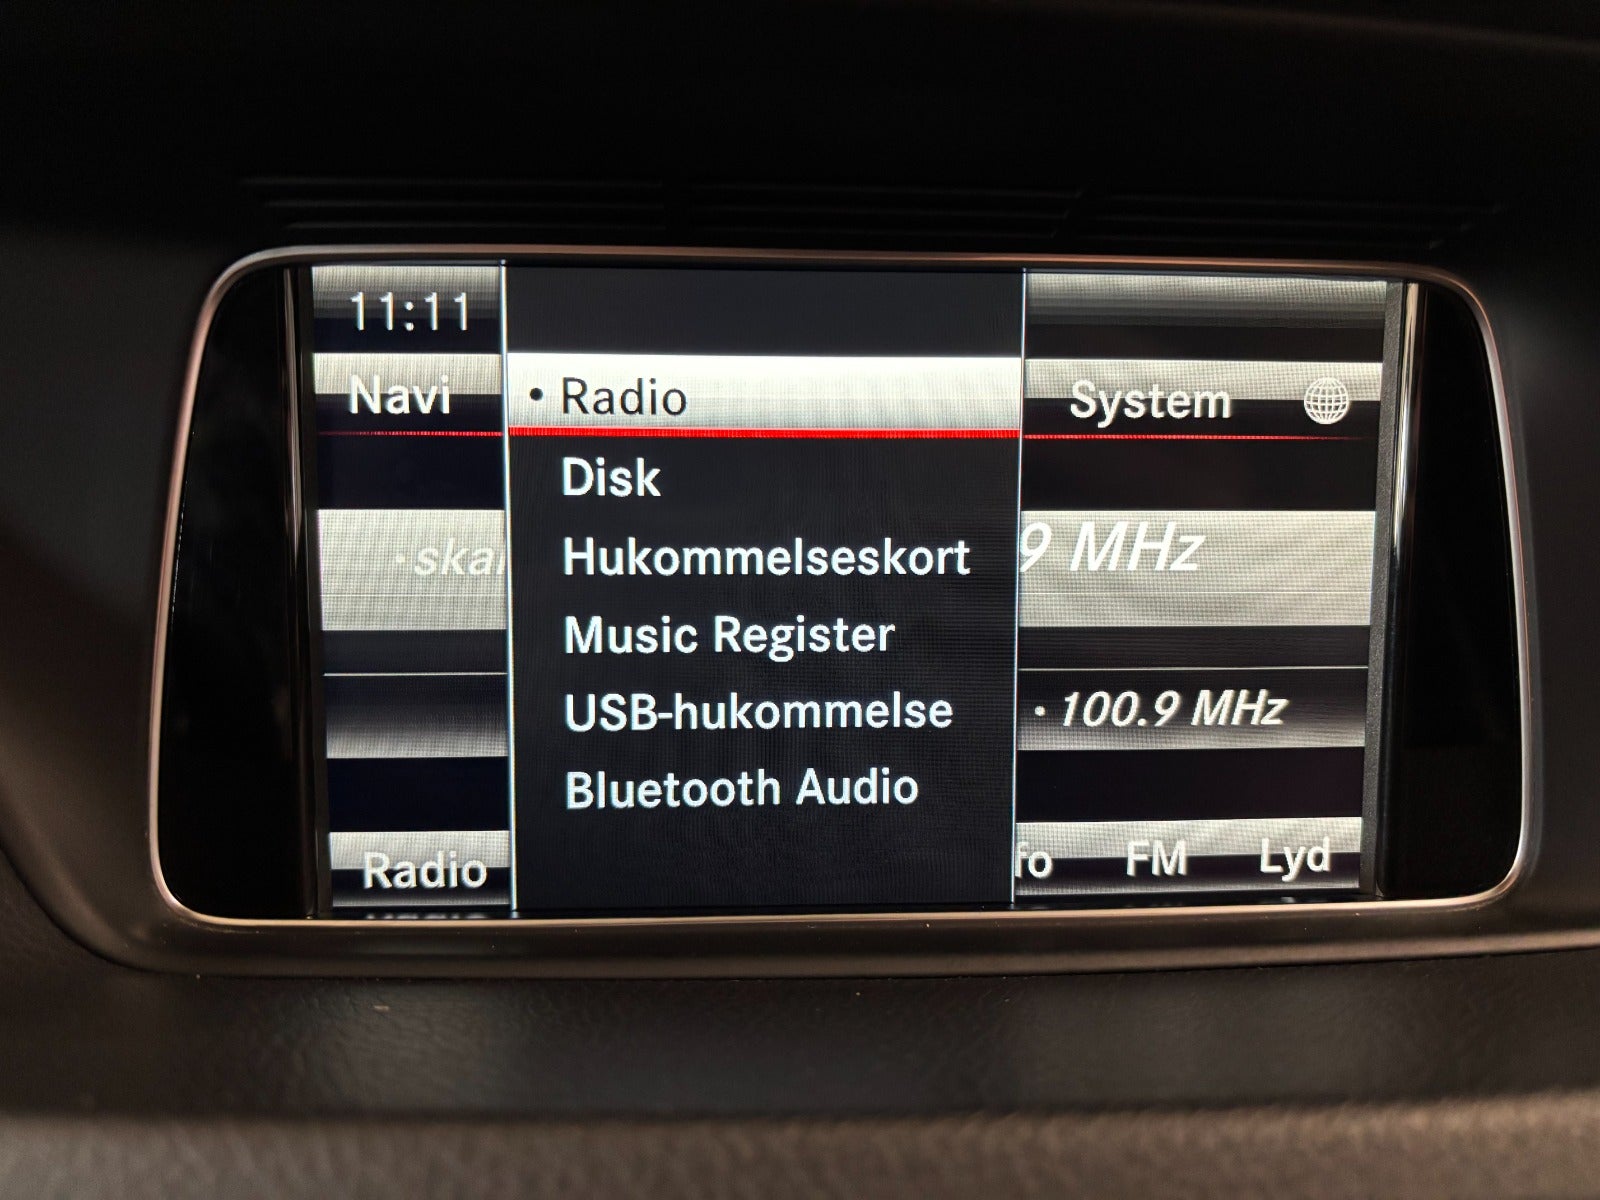 11:11
Navi
• Radio
System
Disk
•
9 MHz
Hukommelseskort
Music Register
USB-hukommelse
• 100.9 MHz
Bluetooth Audio
Radio
FM
Lyd